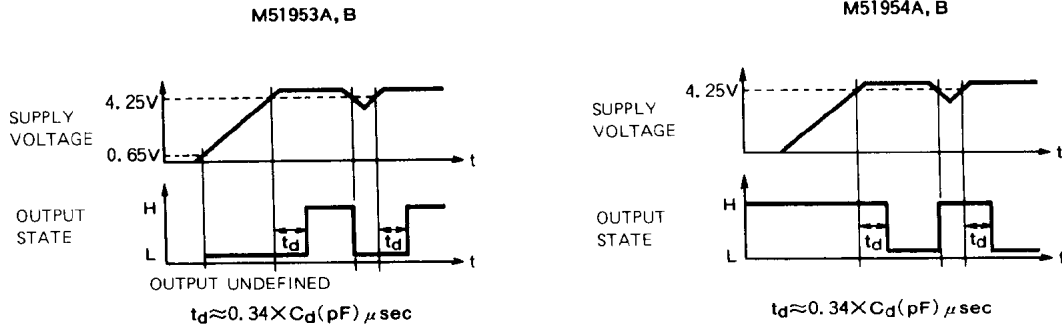 M51953A, B
4.25V
SUPPLY
VOLTAGE
0.65V
t
H
OUTPUT
STATE
td
td
L
t
OUTPUT UNDEFINED
td≈0.34×Cd(pF) μsec
M51954A, B
4.25V
SUPPLY
VOLTAGE
t
H
OUTPUT
STATE
td
td
L
t
td≈0.34×Cd(pF) μsec